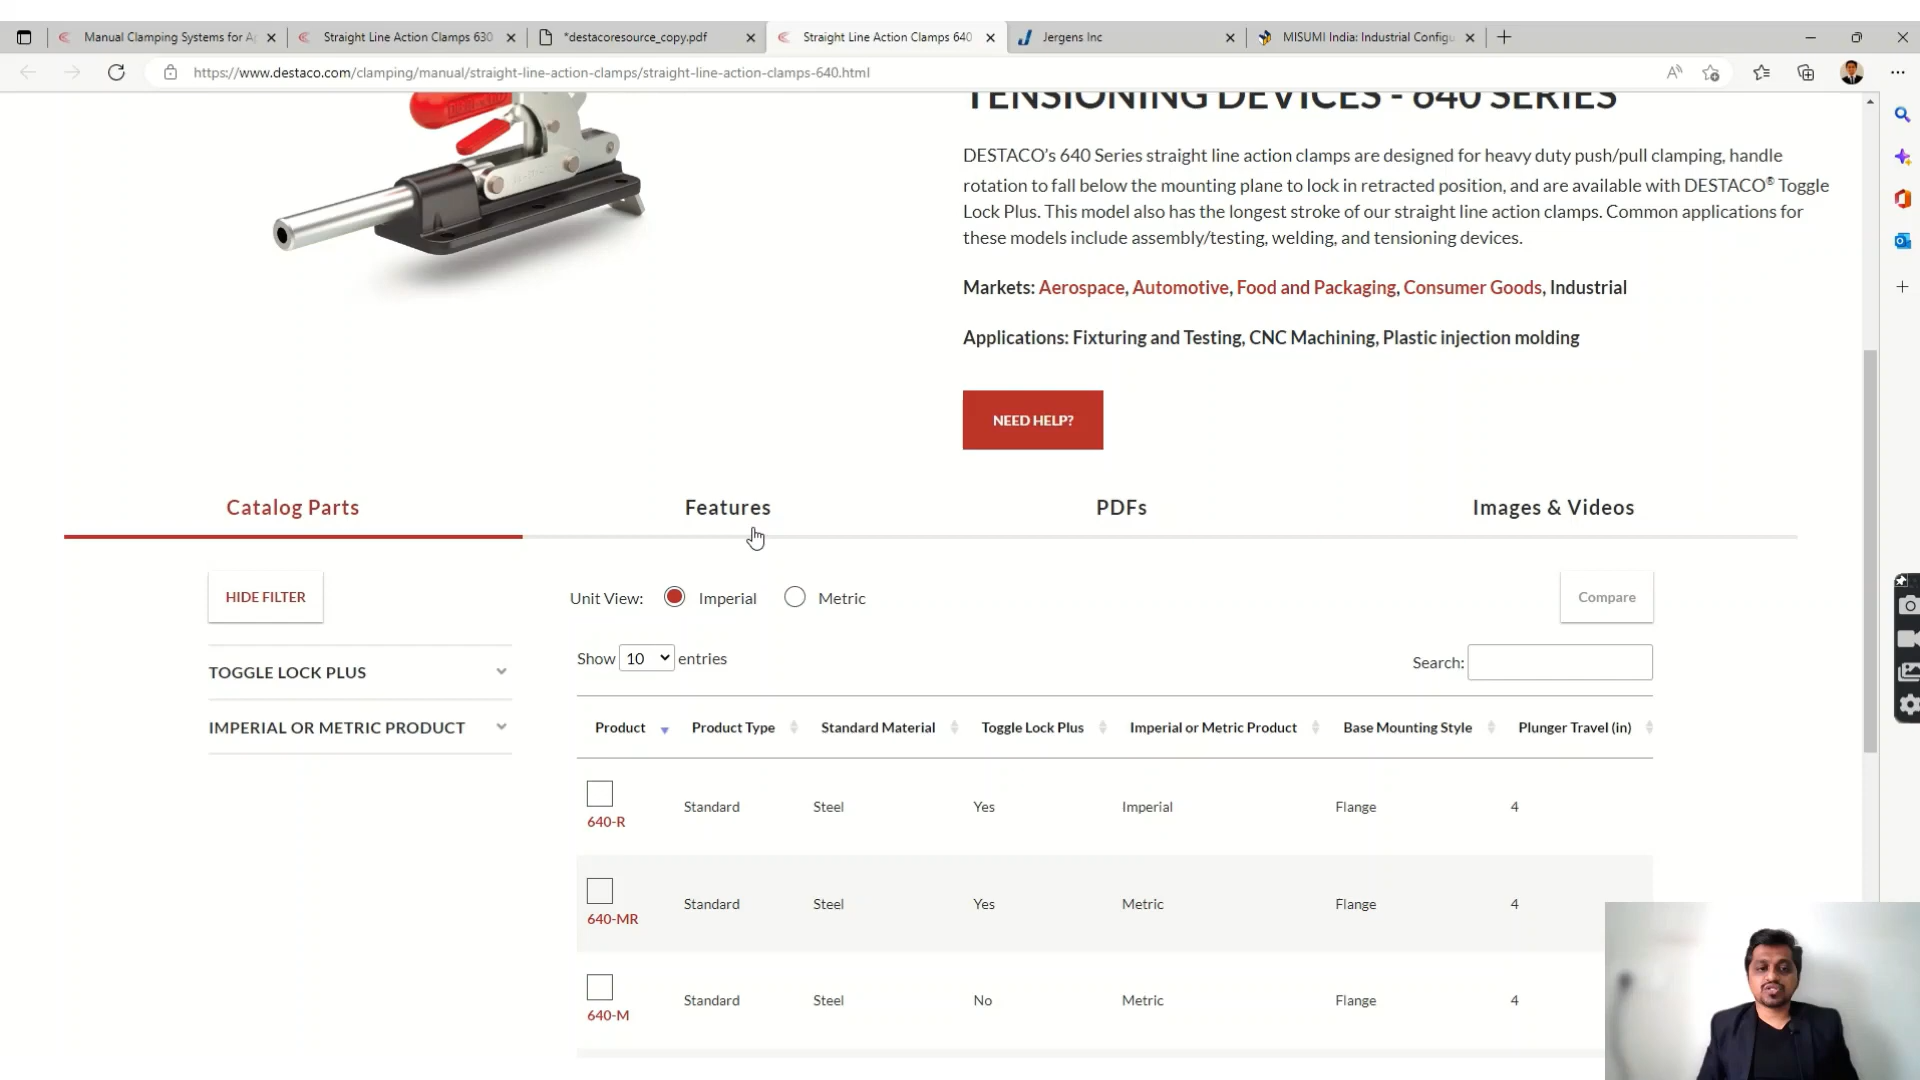 Manual Clamping Systems for A
Straight Line Action Clamps 630
*destacoresource_copy.pdf
Straight Line Action Clamps 640
Jergens Inc
MISUMI India: Industrial Configu
https://www.destaco.com/clamping/manual/straight-line-action-clamps/straight-line-action-clamps-640.html
TENSIONING DEVICES - 640 SERIES
DESTACO’s 640 Series straight line action clamps are designed for heavy duty push/pull clamping, handle
rotation to fall below the mounting plane to lock in retracted position, and are available with DESTACO® Toggle
Lock Plus. This model also has the longest stroke of our straight line action clamps. Common applications for
these models include assembly/testing, welding, and tensioning devices.
Markets: Aerospace, Automotive, Food and Packaging, Consumer Goods, Industrial
Applications: Fixturing and Testing, CNC Machining, Plastic injection molding
NEED HELP?
Catalog Parts Features PDFs Images & Videos
HIDE FILTER
Unit View: Imperial Metric
Compare
Show 10 entries
Search:
TOGGLE LOCK PLUS
IMPERIAL OR METRIC PRODUCT
Product Product Type Standard Material Toggle Lock Plus Imperial or Metric Product Base Mounting Style Plunger Travel (in)
640-R Standard Steel Yes Imperial Flange 4
640-MR Standard Steel Yes Metric Flange 4
640-M Standard Steel No Metric Flange 4